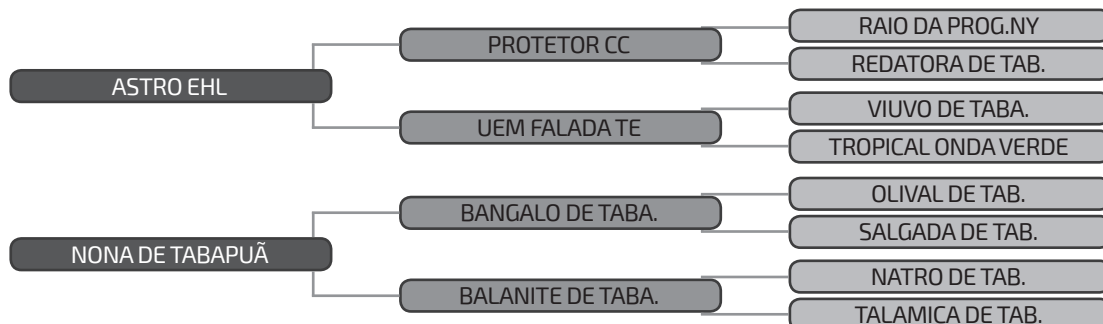 RAIO DA PROG.NY
PROTETOR CC
REDATORA DE TAB.
ASTRO EHL
VIUVO DE TABA.
UEM FALADA TE
TROPICAL ONDA VERDE
OLIVAL DE TAB.
BANGALO DE TABA.
SALGADA DE TAB.
NONA DE TABAPUÃ
NATRO DE TAB.
BALANITE DE TABA.
TALAMICA DE TAB.